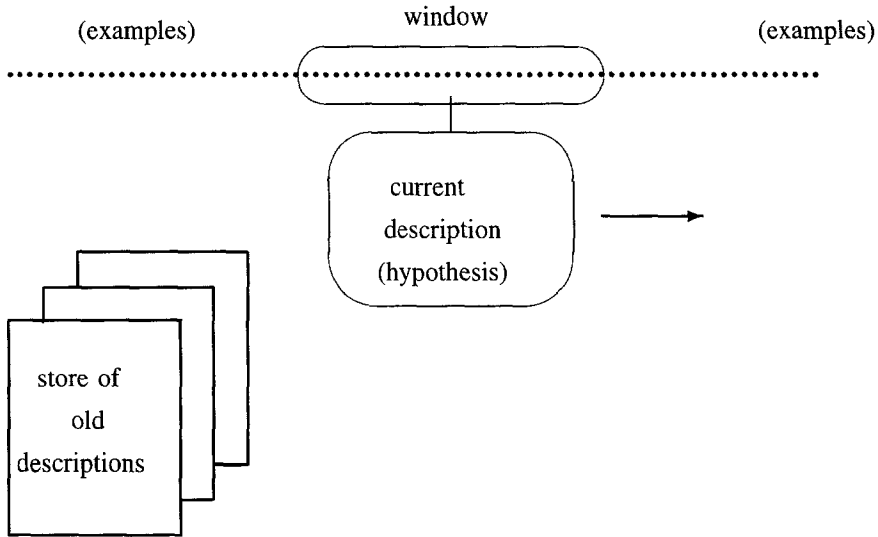 (examples)
window
(examples)
current
description
(hypothesis)
store of
old
descriptions